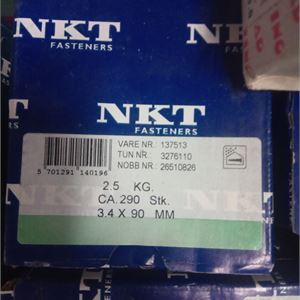 NKT
FASTENERS
NKT
FASTENERS
VARE NR.: 137513
TUN NR.: 3276110
NOBB NR.: 26510826
5 701291 140196
2.5 KG.
CA.290 Stk.
3.4 X 90 MM